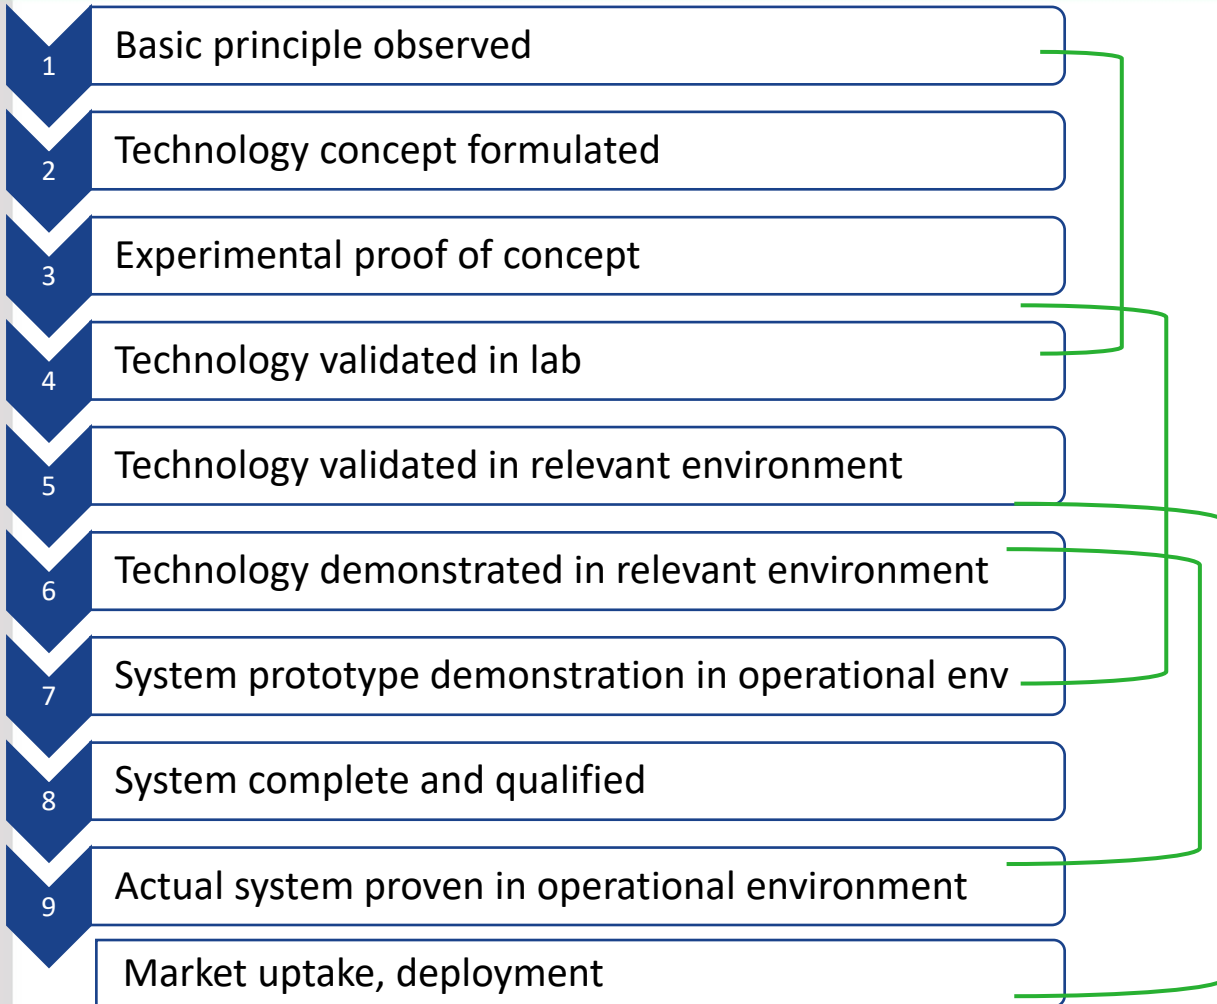 1 Basic principle observed
2 Technology concept formulated
3 Experimental proof of concept
4 Technology validated in lab
5 Technology validated in relevant environment
6 Technology demonstrated in relevant environment
7 System prototype demonstration in operational env
8 System complete and qualified
9 Actual system proven in operational environment
Market uptake, deployment